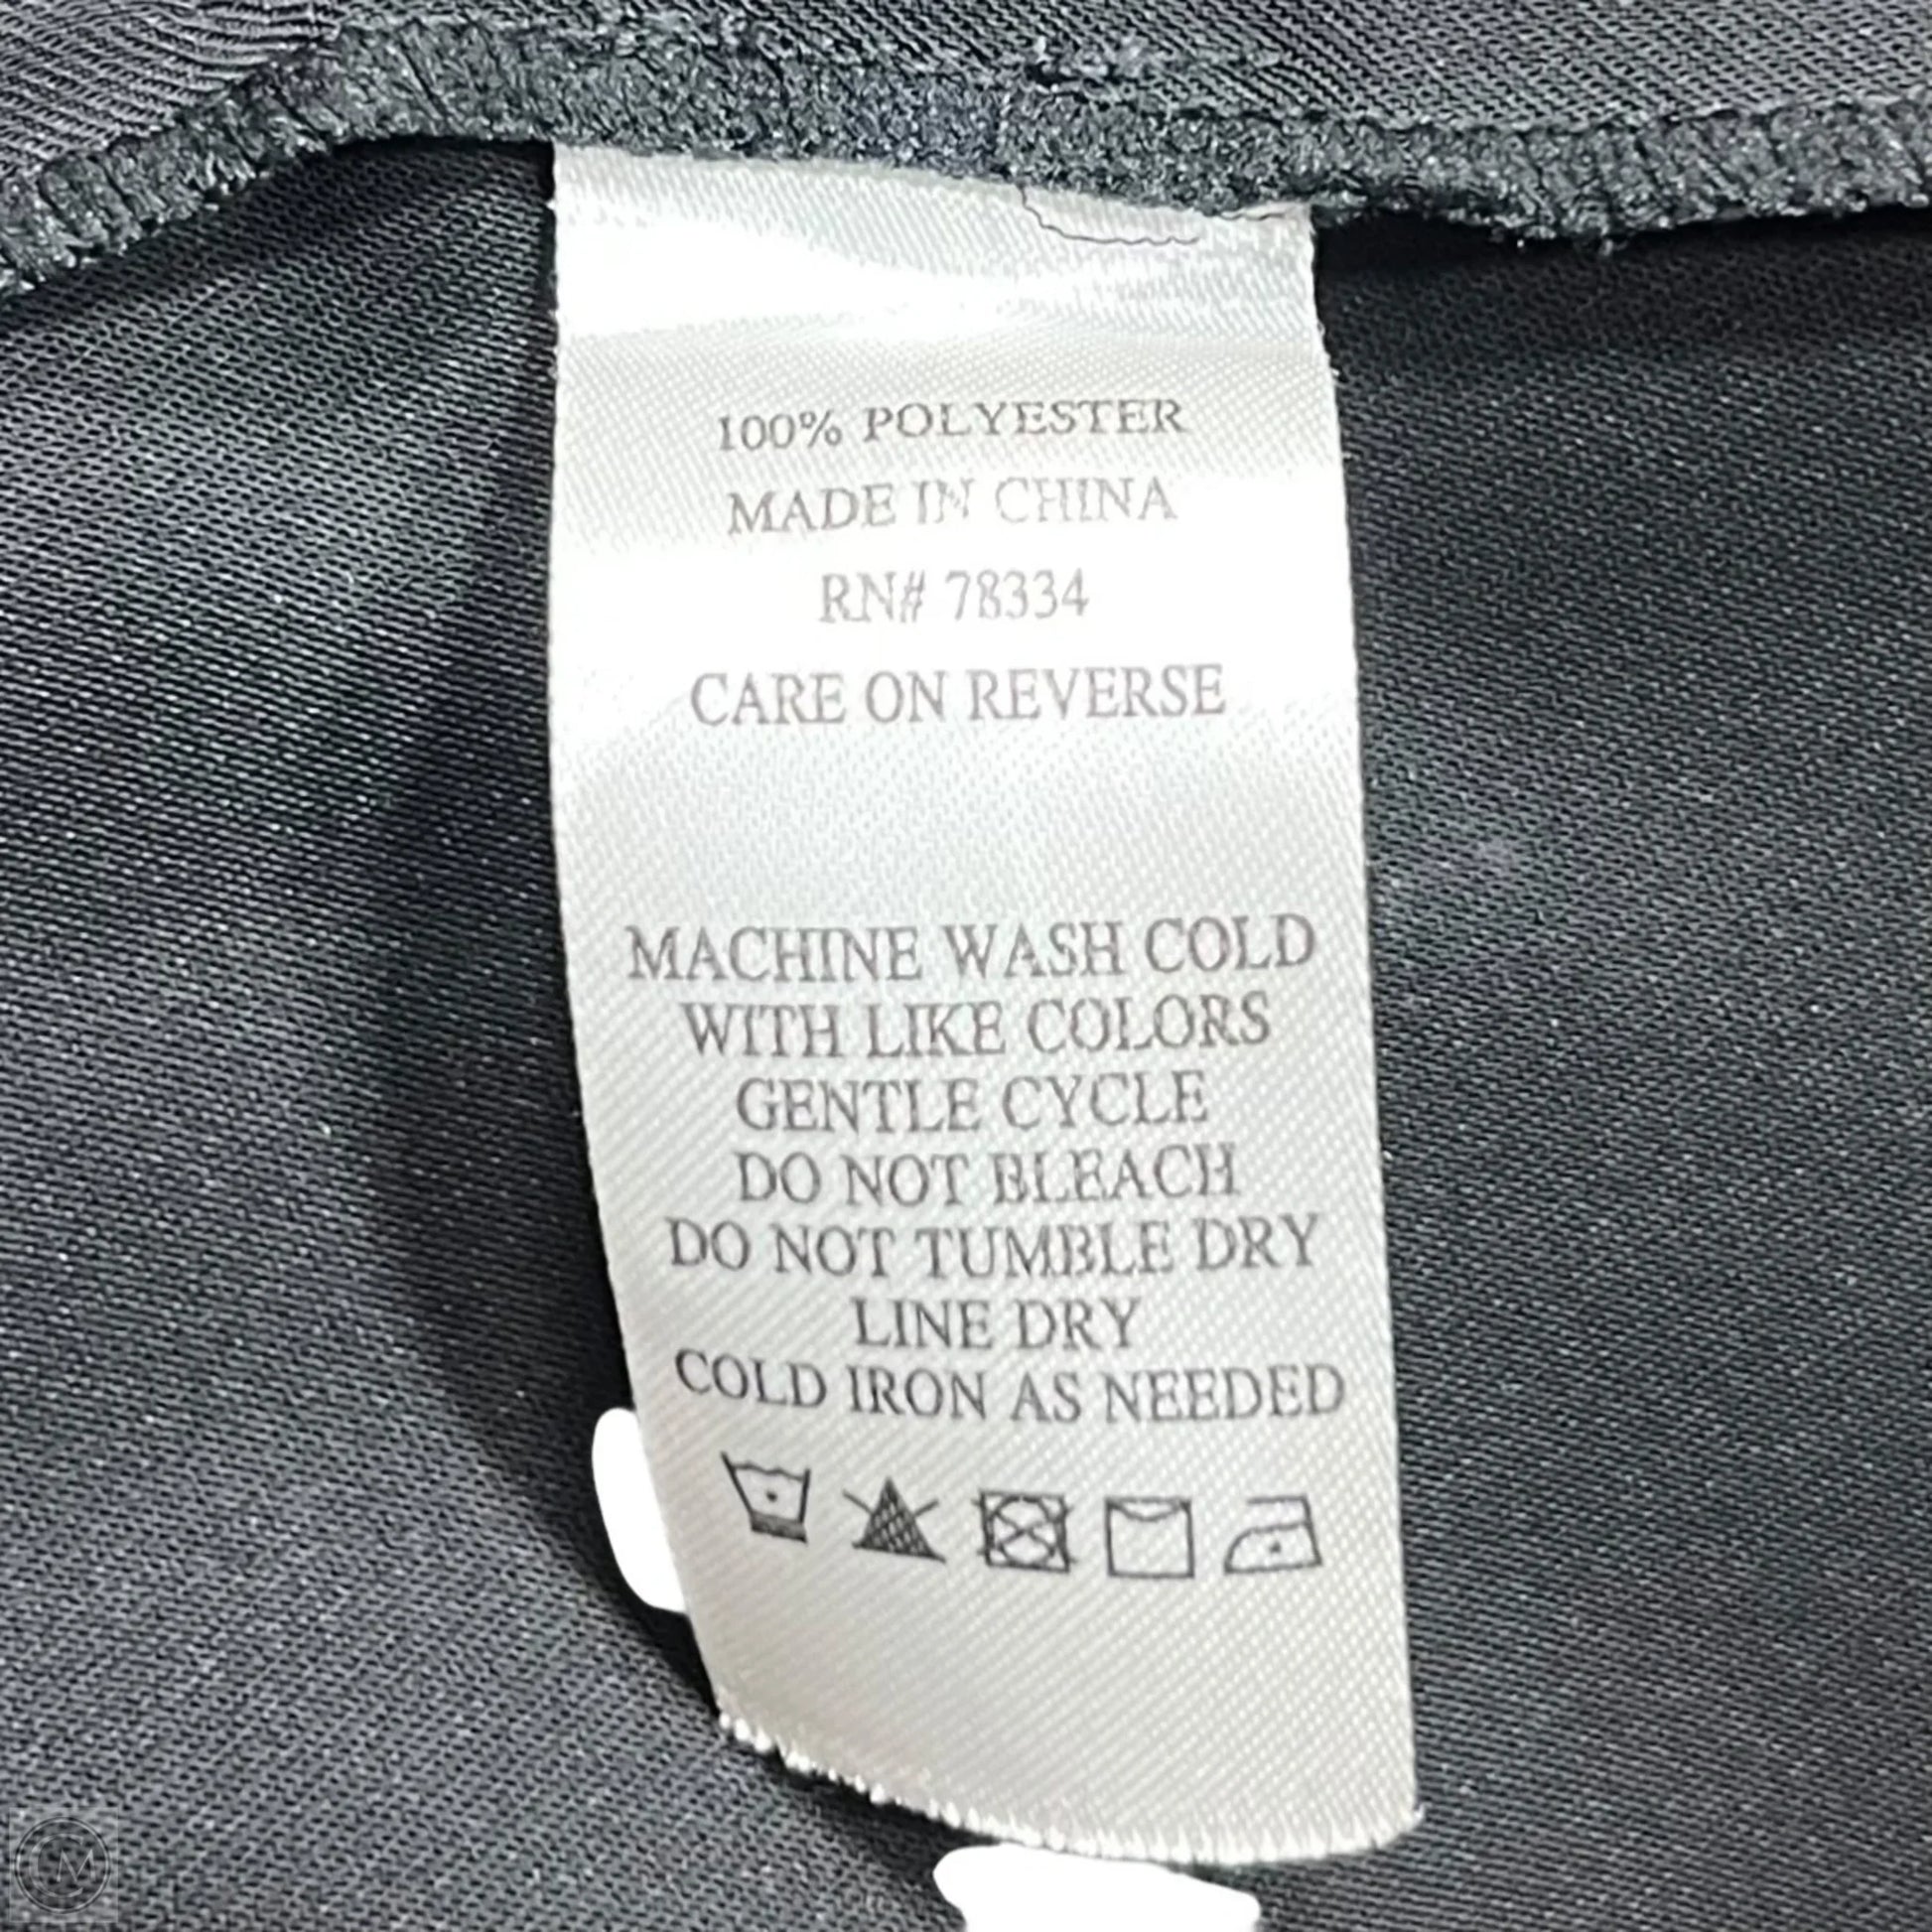 100% POLYESTER
MADE IN CHINA
RN# 78334
CARE ON REVERSE
MACHINE WASH COLD
WITH LIKE COLORS
GENTLE CYCLE
DO NOT BLEACH
DO NOT TUMBLE DRY
LINE DRY
COLD IRON AS NEEDED